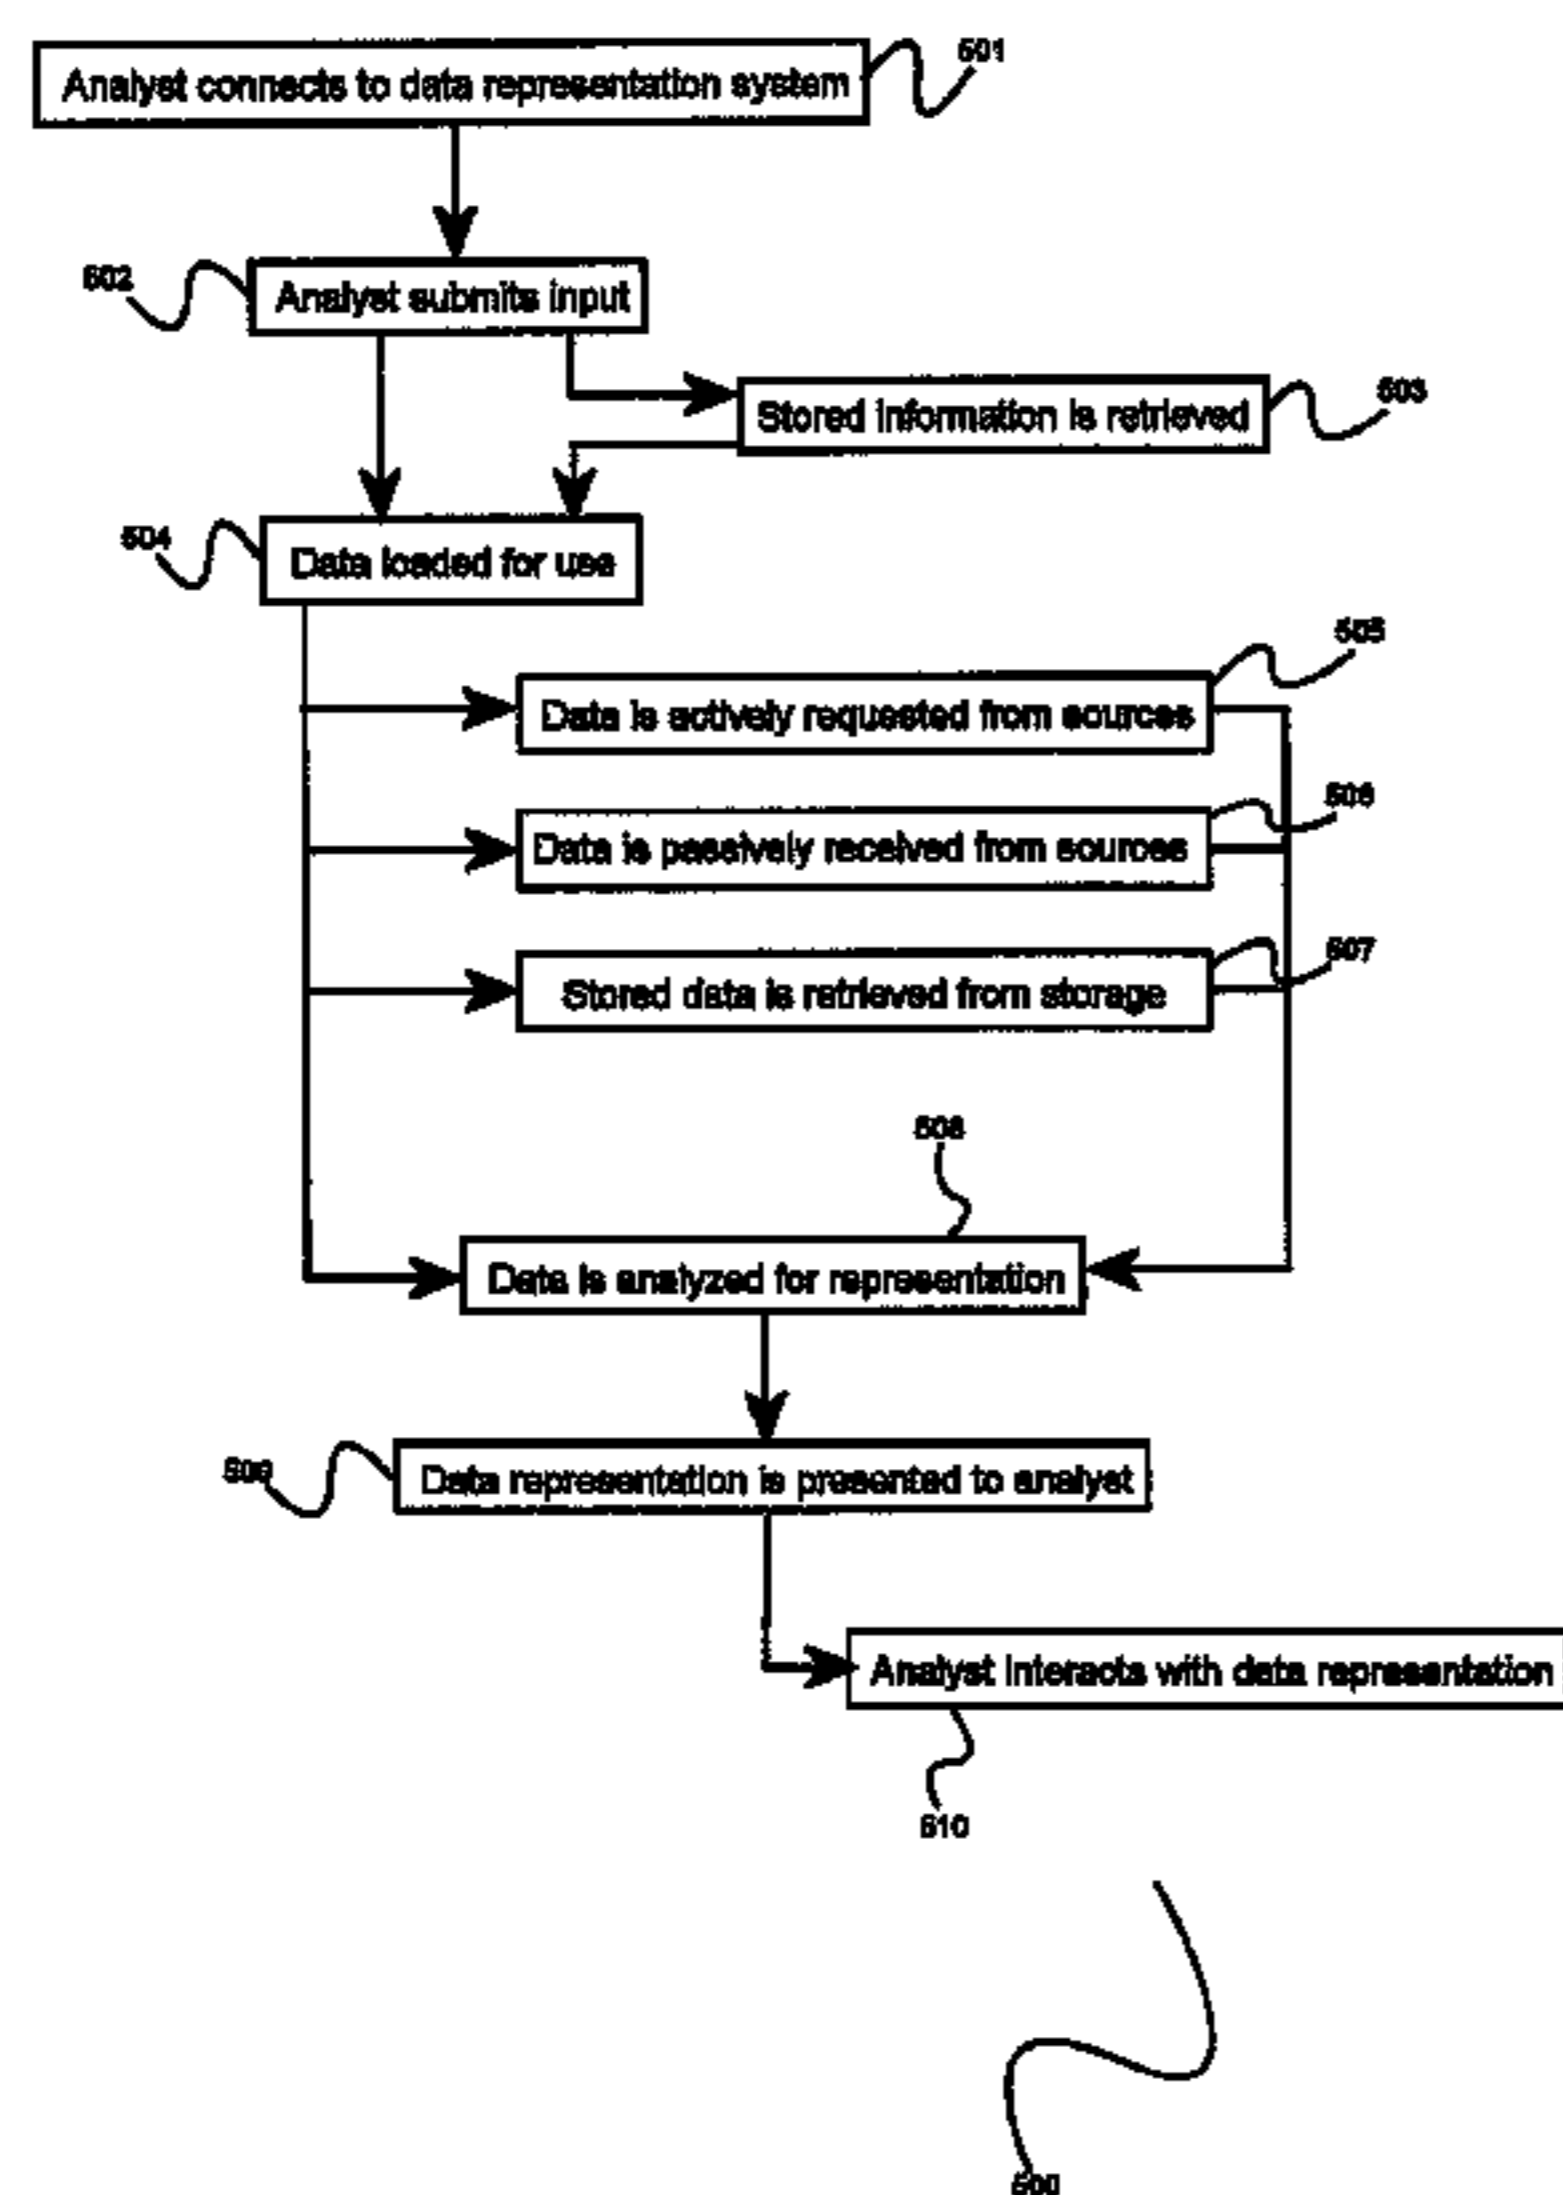 Analyst connects to data representation system
501
502
Analyst submits input
Stored information is retrieved
503
504
Data loaded for use
505
Data is actively requested from sources
506
Data is passively received from sources
507
Stored data is retrieved from storage
508
Data is analyzed for representation
509
Data representation is presented to analyst
Analyst interacts with data representation
510
500